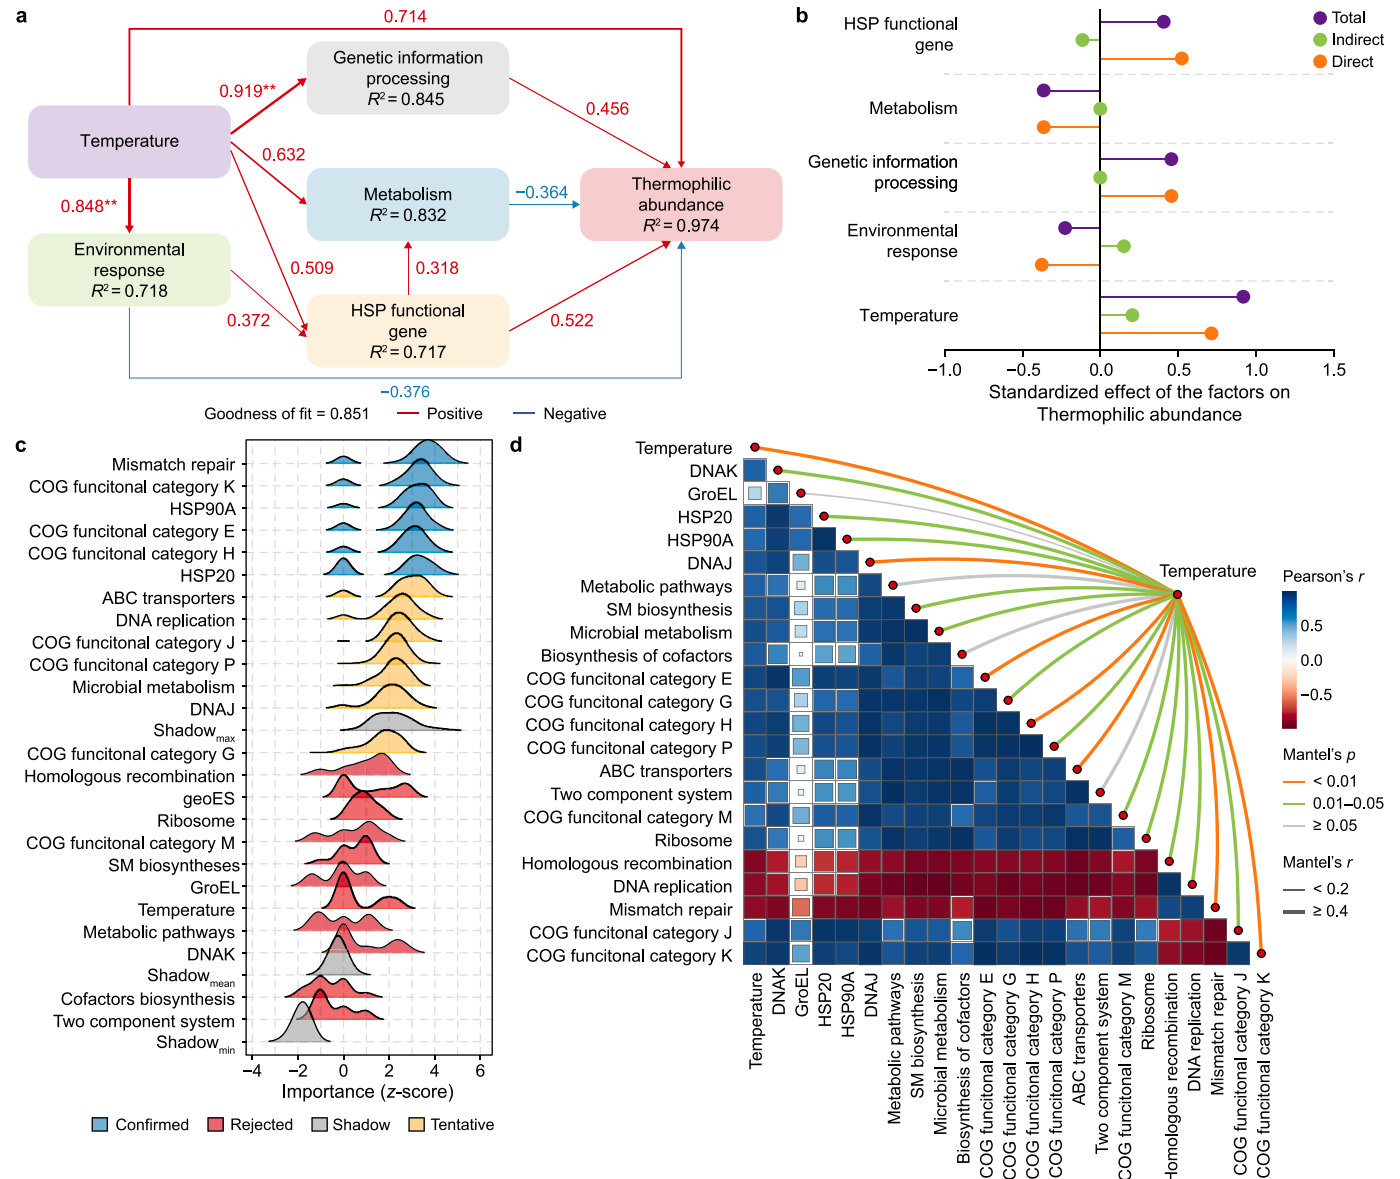 a
0.714
Genetic information
processing
R² = 0.845
0.919**
0.456
Temperature
0.632
Metabolism
R² = 0.832
−0.364
Thermophilic
abundance
R² = 0.974
0.848**
Environmental
response
R² = 0.718
0.509
0.318
0.372
HSP functional
gene
R² = 0.717
0.522
−0.376
Goodness of fit = 0.851
Positive
Negative
b
Total
Indirect
Direct
HSP functional
gene
Metabolism
Genetic information
processing
Environmental
response
Temperature
−1.0 −0.5 0.0 0.5 1.0 1.5
Standardized effect of the factors on
Thermophilic abundance
c
Mismatch repair
COG funcitonal category K
HSP90A
COG funcitonal category E
COG funcitonal category H
HSP20
ABC transporters
DNA replication
COG funcitonal category J
COG funcitonal category P
Microbial metabolism
DNAJ
Shadowmax
COG funcitonal category G
Homologous recombination
geoES
Ribosome
COG funcitonal category M
SM biosyntheses
GroEL
Temperature
Metabolic pathways
DNAK
Shadowmean
Cofactors biosynthesis
Two component system
Shadowmin
−4 −2 0 2 4 6
Importance (z-score)
Confirmed
Rejected
Shadow
Tentative
d
Temperature
DNAK
GroEL
HSP20
HSP90A
DNAJ
Metabolic pathways
SM biosynthesis
Microbial metabolism
Biosynthesis of cofactors
COG funcitonal category E
COG funcitonal category G
COG funcitonal category H
COG funcitonal category P
ABC transporters
Two component system
COG funcitonal category M
Ribosome
Homologous recombination
DNA replication
Mismatch repair
COG funcitonal category J
COG funcitonal category K
Temperature
DNAK
GroEL
HSP20
HSP90A
DNAJ
Metabolic pathways
SM biosynthesis
Microbial metabolism
Biosynthesis of cofactors
COG funcitonal category E
COG funcitonal category G
COG funcitonal category H
COG funcitonal category P
ABC transporters
Two component system
COG funcitonal category M
Ribosome
Homologous recombination
DNA replication
Mismatch repair
COG funcitonal category J
COG funcitonal category K
Temperature
Pearson's r
0.5
0.0
−0.5
Mantel's p
< 0.01
0.01–0.05
≥ 0.05
Mantel's r
< 0.2
≥ 0.4